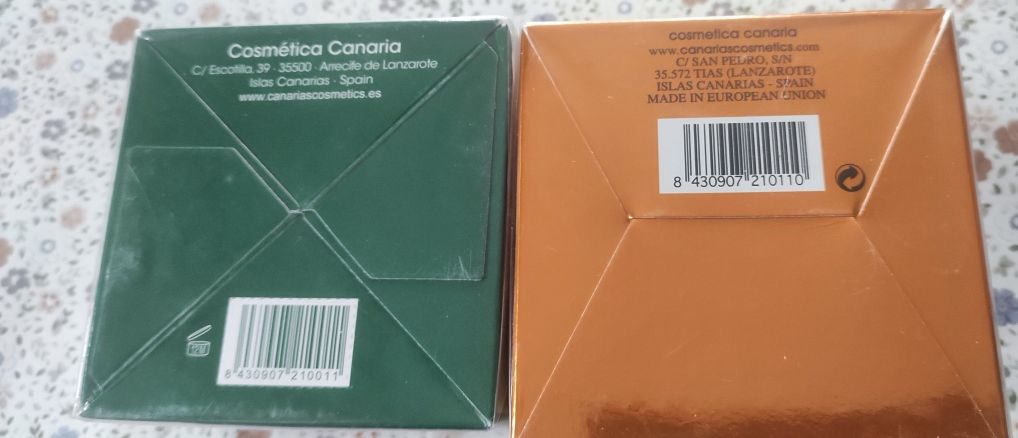 Cosmética Canaria
C/ Escotilla, 39 · 35500 · Arrecife de Lanzarote
Islas Canarias · Spain
www.canariascosmetics.es
12M
8 430907 210011
cosmetica canaria
www.canariascosmetics.com
C/ SAN PEDRO, S/N
35.572 TIAS (LANZAROTE)
ISLAS CANARIAS - SPAIN
MADE IN EUROPEAN UNION
8 430907 210110